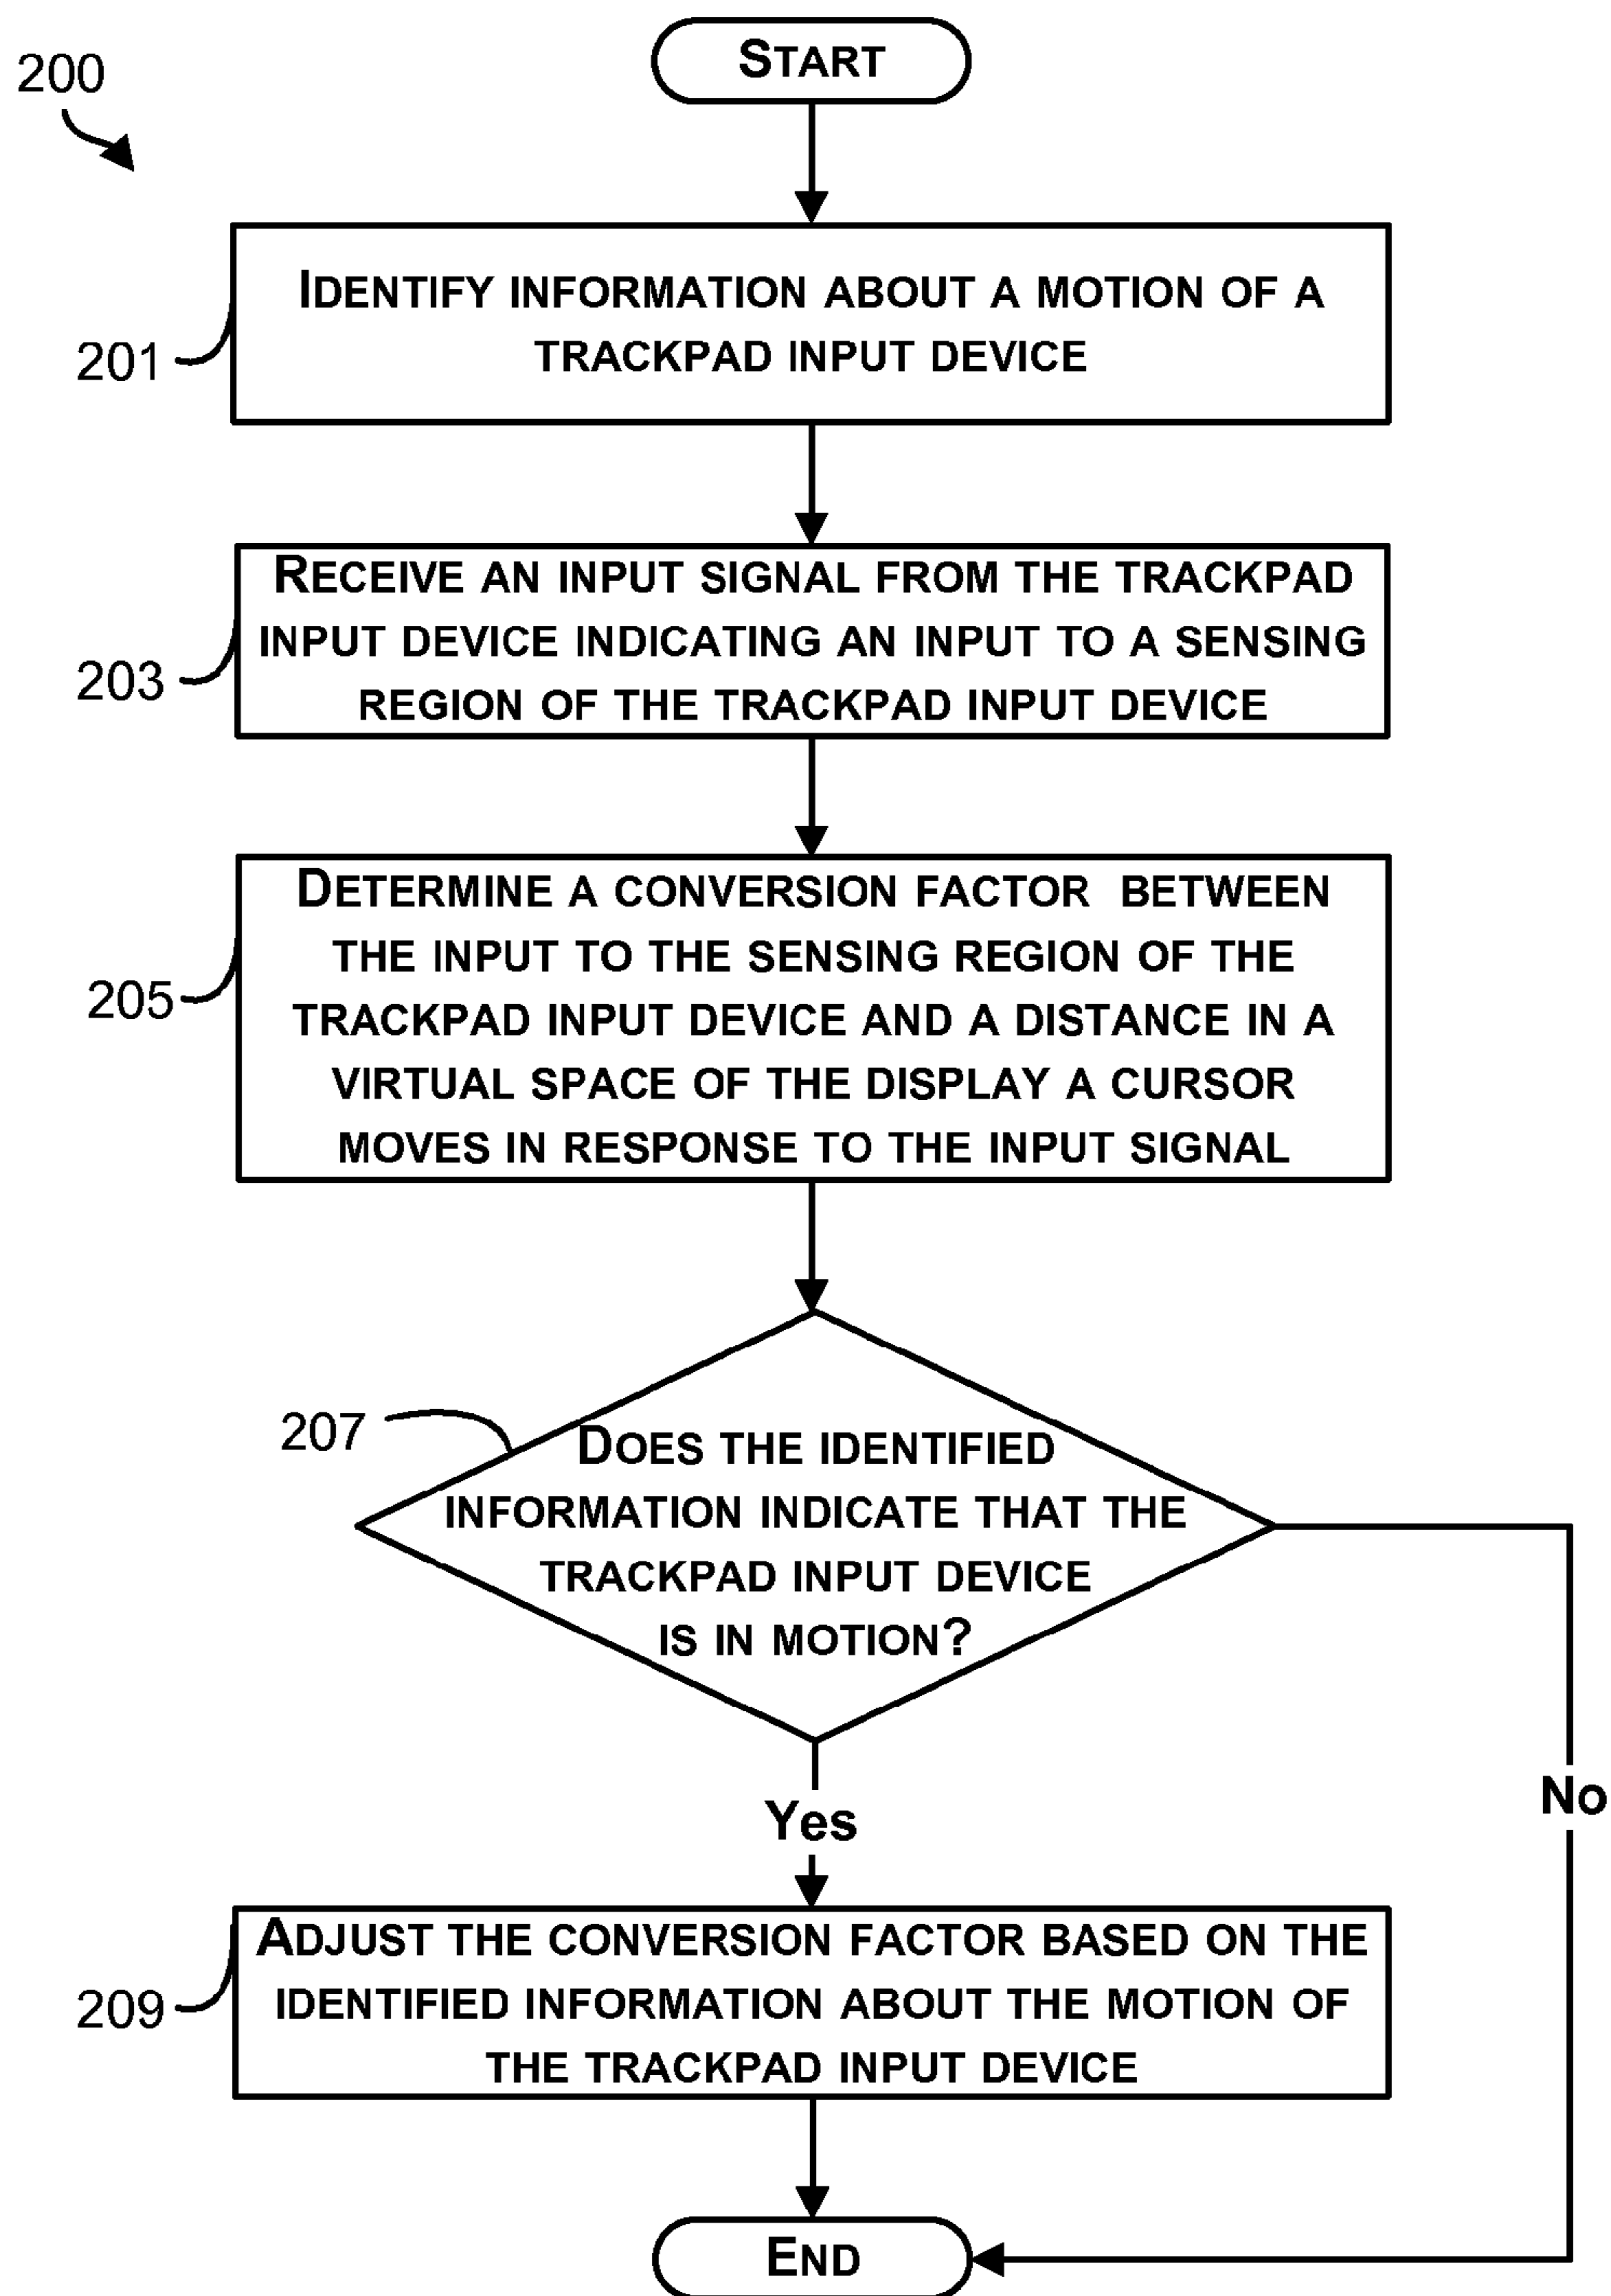 200
START
201
IDENTIFY INFORMATION ABOUT A MOTION OF A
TRACKPAD INPUT DEVICE
203
RECEIVE AN INPUT SIGNAL FROM THE TRACKPAD
INPUT DEVICE INDICATING AN INPUT TO A SENSING
REGION OF THE TRACKPAD INPUT DEVICE
205
DETERMINE A CONVERSION FACTOR BETWEEN
THE INPUT TO THE SENSING REGION OF THE
TRACKPAD INPUT DEVICE AND A DISTANCE IN A
VIRTUAL SPACE OF THE DISPLAY A CURSOR
MOVES IN RESPONSE TO THE INPUT SIGNAL
207
DOES THE IDENTIFIED
INFORMATION INDICATE THAT THE
TRACKPAD INPUT DEVICE
IS IN MOTION?
No
Yes
209
ADJUST THE CONVERSION FACTOR BASED ON THE
IDENTIFIED INFORMATION ABOUT THE MOTION OF
THE TRACKPAD INPUT DEVICE
END